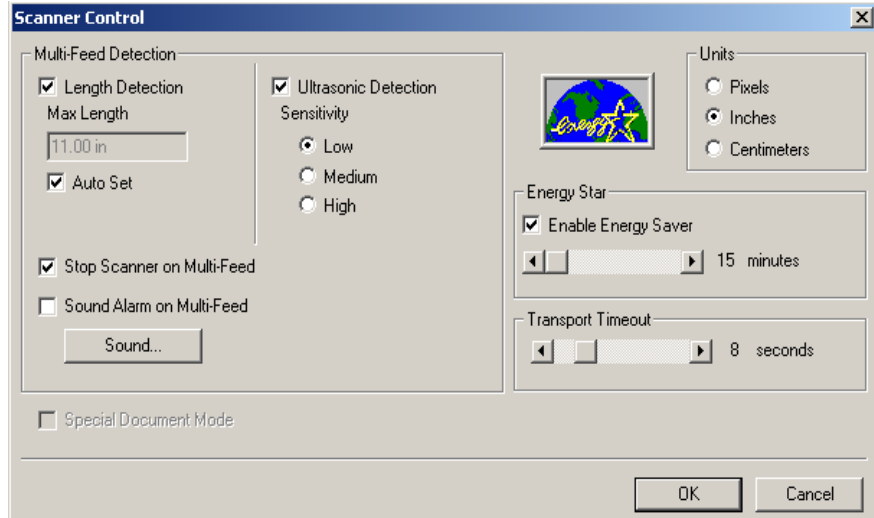 Scanner Control
Multi-Feed Detection
Length Detection
Max Length
11.00 in
Auto Set
Ultrasonic Detection
Sensitivity
Low
Medium
High
Stop Scanner on Multi-Feed
Sound Alarm on Multi-Feed
Sound...
Special Document Mode
energy
Units
Pixels
Inches
Centimeters
Energy Star
Enable Energy Saver
15 minutes
Transport Timeout
8 seconds
OK
Cancel